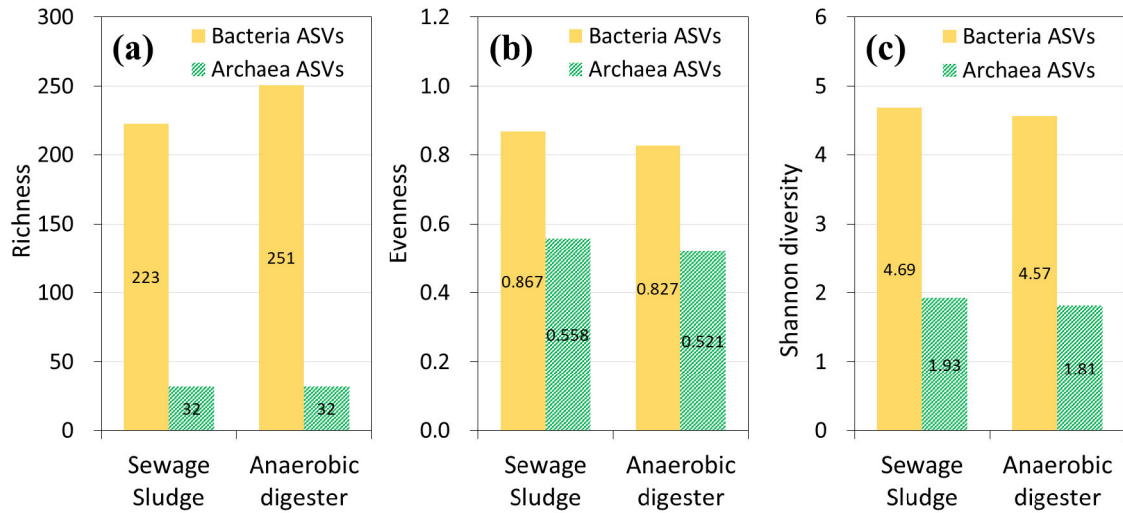 (a)
Bacteria ASVs
Archaea ASVs
Richness
300
250
200
150
100
50
0
223
32
251
32
Sewage
Sludge
Anaerobic
digester
(b)
Bacteria ASVs
Archaea ASVs
Evenness
1.2
1.0
0.8
0.6
0.4
0.2
0.0
0.867
0.558
0.827
0.521
Sewage
Sludge
Anaerobic
digester
(c)
Bacteria ASVs
Archaea ASVs
Shannon diversity
6
5
4
3
2
1
0
4.69
1.93
4.57
1.81
Sewage
Sludge
Anaerobic
digester